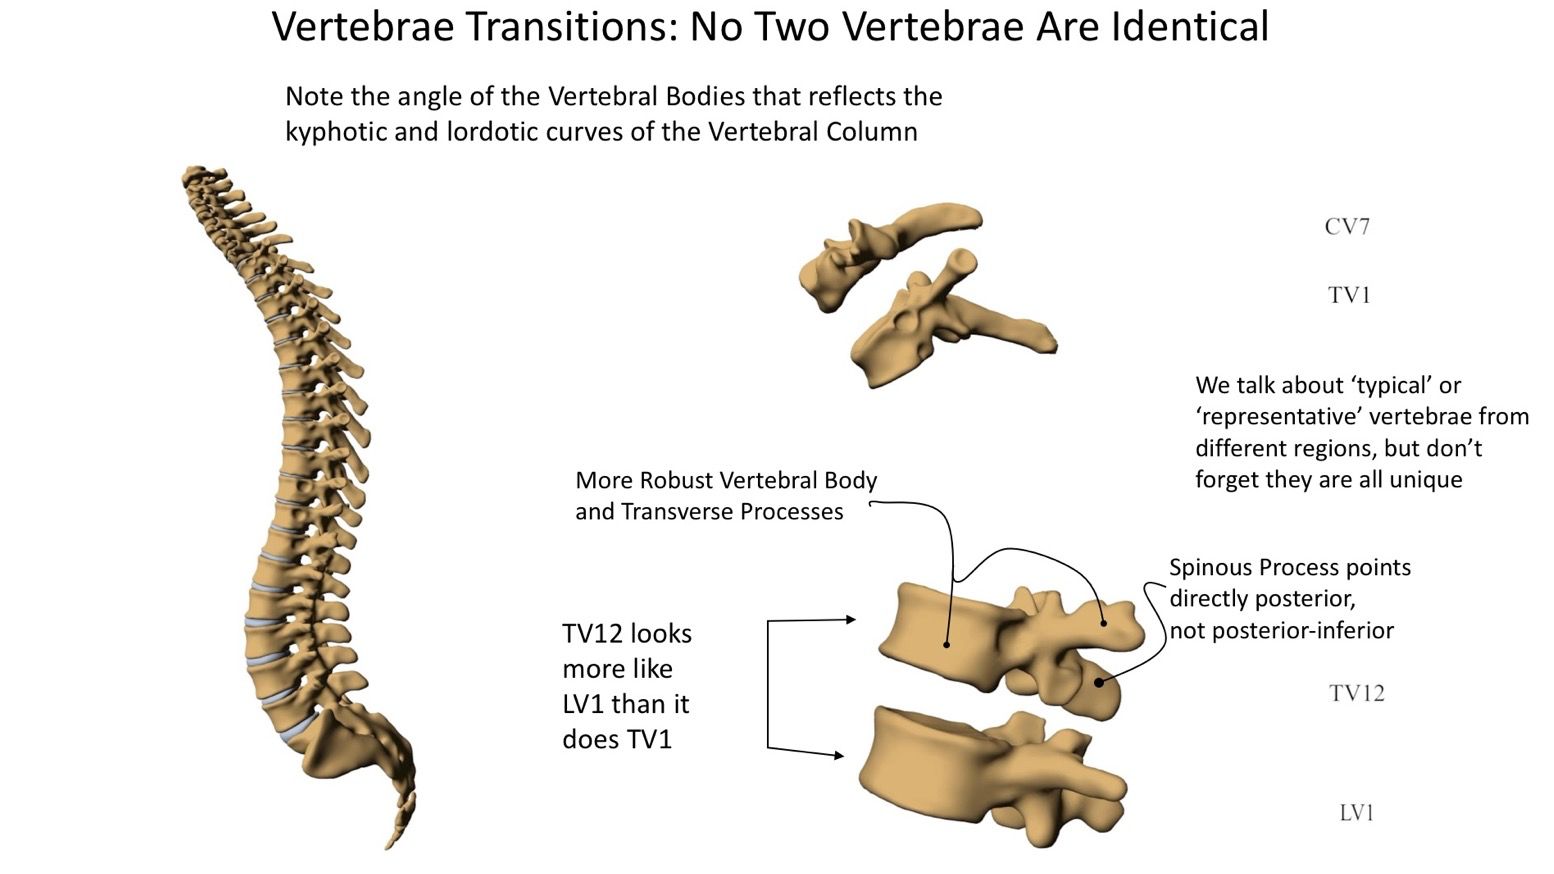 Vertebrae Transitions: No Two Vertebrae Are Identical
Note the angle of the Vertebral Bodies that reflects the
kyphotic and lordotic curves of the Vertebral Column
CV7
TV1
We talk about ‘typical’ or
‘representative’ vertebrae from
different regions, but don’t
forget they are all unique
More Robust Vertebral Body
and Transverse Processes
Spinous Process points
directly posterior,
not posterior-inferior
TV12 looks
more like
LV1 than it
does TV1
TV12
LV1